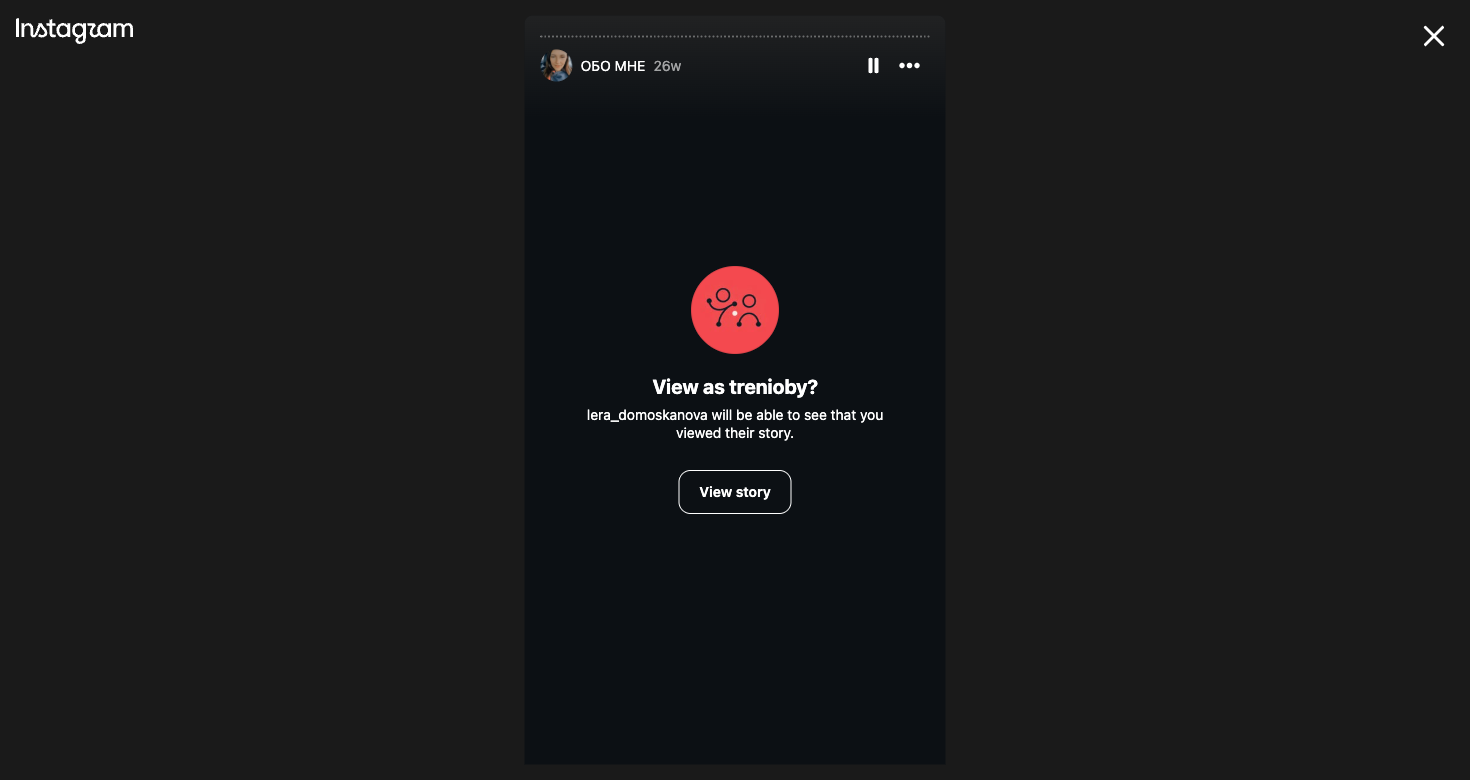 Instagram
ОБО МНЕ 26w
View as trenioby?
lera_domoskanova will be able to see that you
viewed their story.
View story